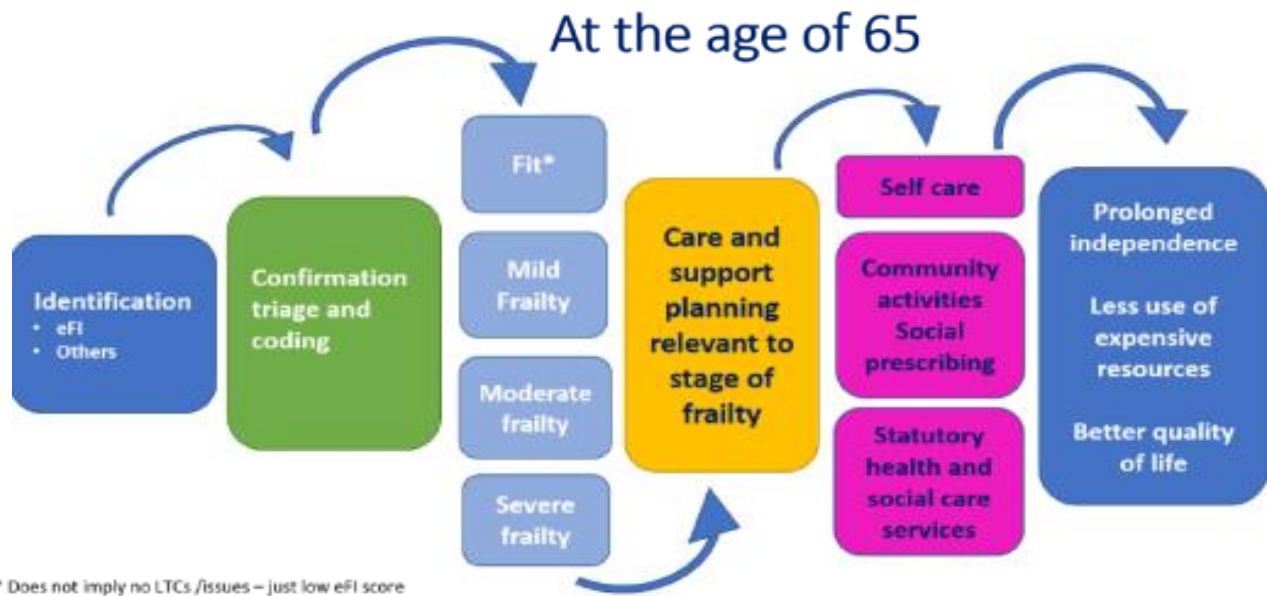 At the age of 65
Identification
• eFI
• Others
Confirmation
triage and
coding
Fit*
Mild
Frailty
Moderate
frailty
Severe
frailty
Care and
support
planning
relevant to
stage of
frailty
Self care
Community
activities
Social
prescribing
Statutory
health and
social care
services
Prolonged
independence
Less use of
expensive
resources
Better quality
of life
* Does not imply no LTCs /issues – just low eFI score